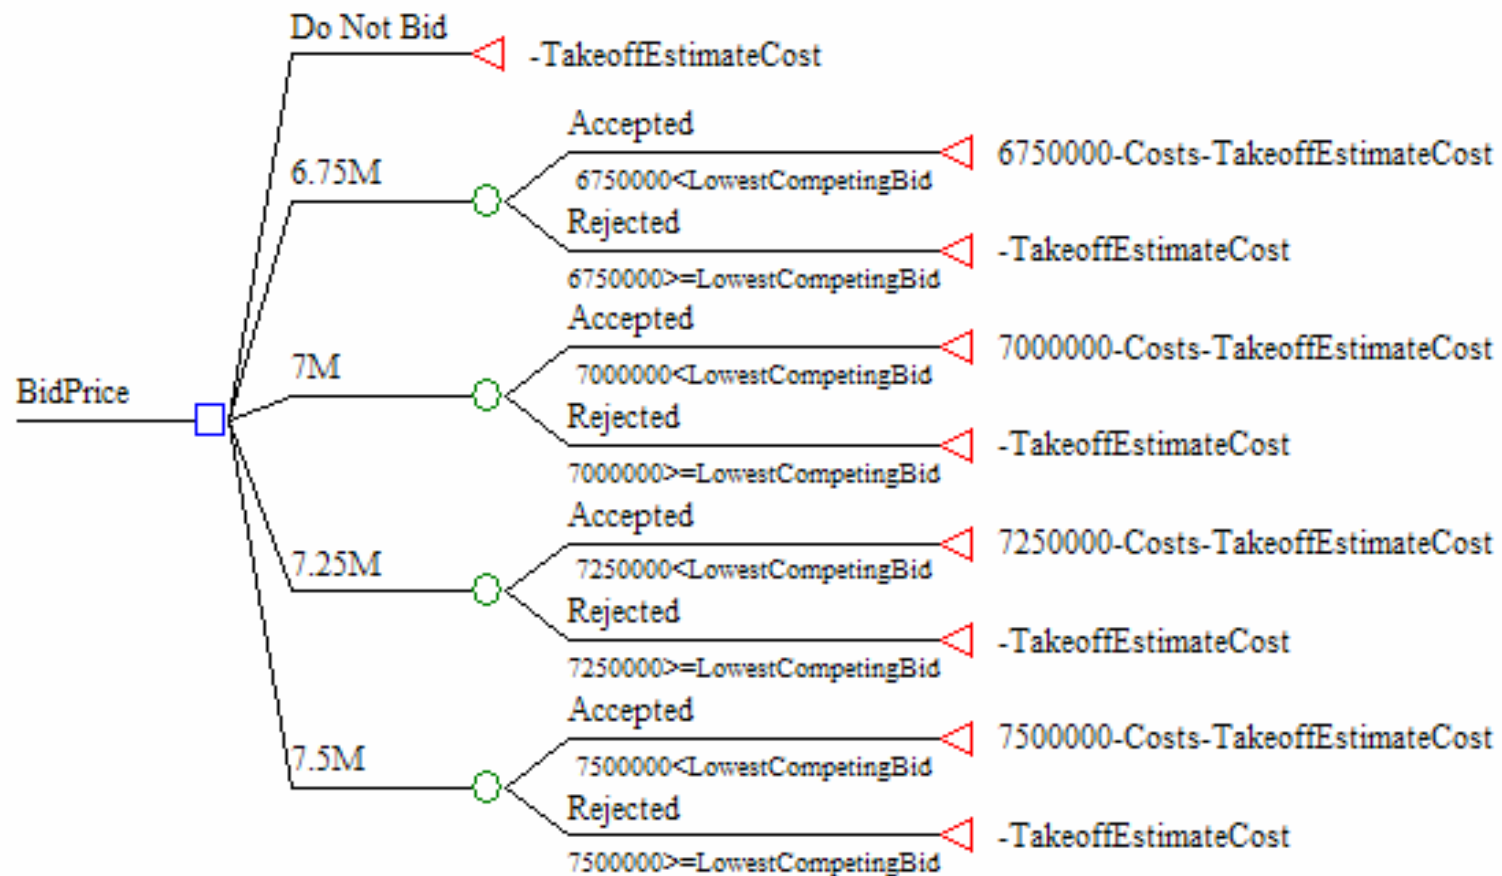 Do Not Bid
-TakeoffEstimateCost
Accepted
6750000-Costs-TakeoffEstimateCost
6.75M
6750000<LowestCompetingBid
Rejected
-TakeoffEstimateCost
6750000>=LowestCompetingBid
Accepted
7000000-Costs-TakeoffEstimateCost
7M
7000000<LowestCompetingBid
BidPrice
Rejected
-TakeoffEstimateCost
7000000>=LowestCompetingBid
Accepted
7250000-Costs-TakeoffEstimateCost
7.25M
7250000<LowestCompetingBid
Rejected
-TakeoffEstimateCost
7250000>=LowestCompetingBid
Accepted
7500000-Costs-TakeoffEstimateCost
7.5M
7500000<LowestCompetingBid
Rejected
-TakeoffEstimateCost
7500000>=LowestCompetingBid